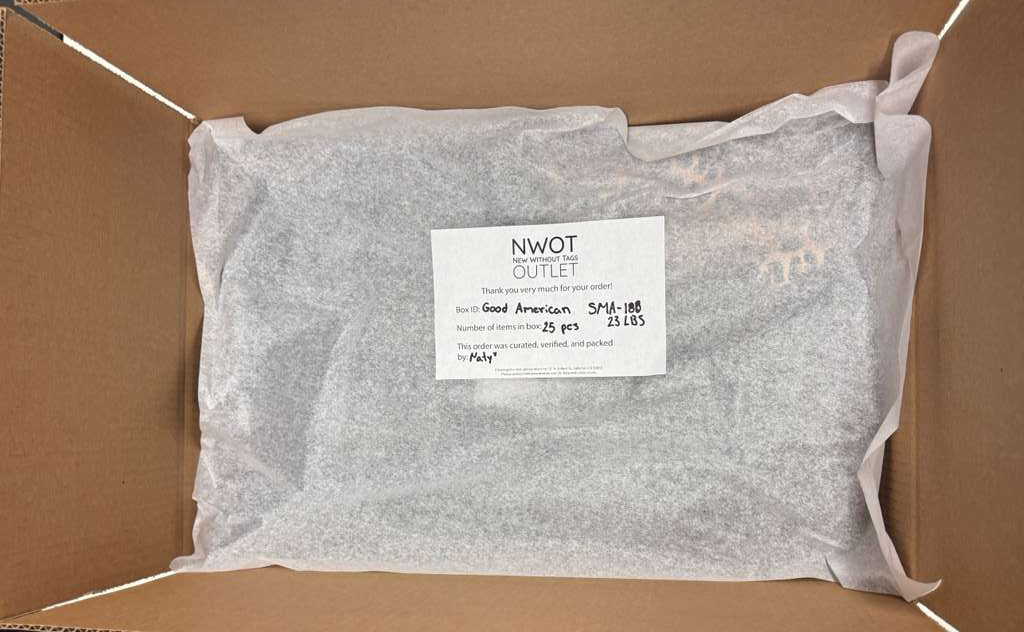 NWOT
NEW WITHOUT TAGS
OUTLET
Thank you very much for your order!
Box ID: Good American SMA-18B
Number of items in box: 25 pcs 23 LBS
This order was curated, verified, and packed
by: Maty